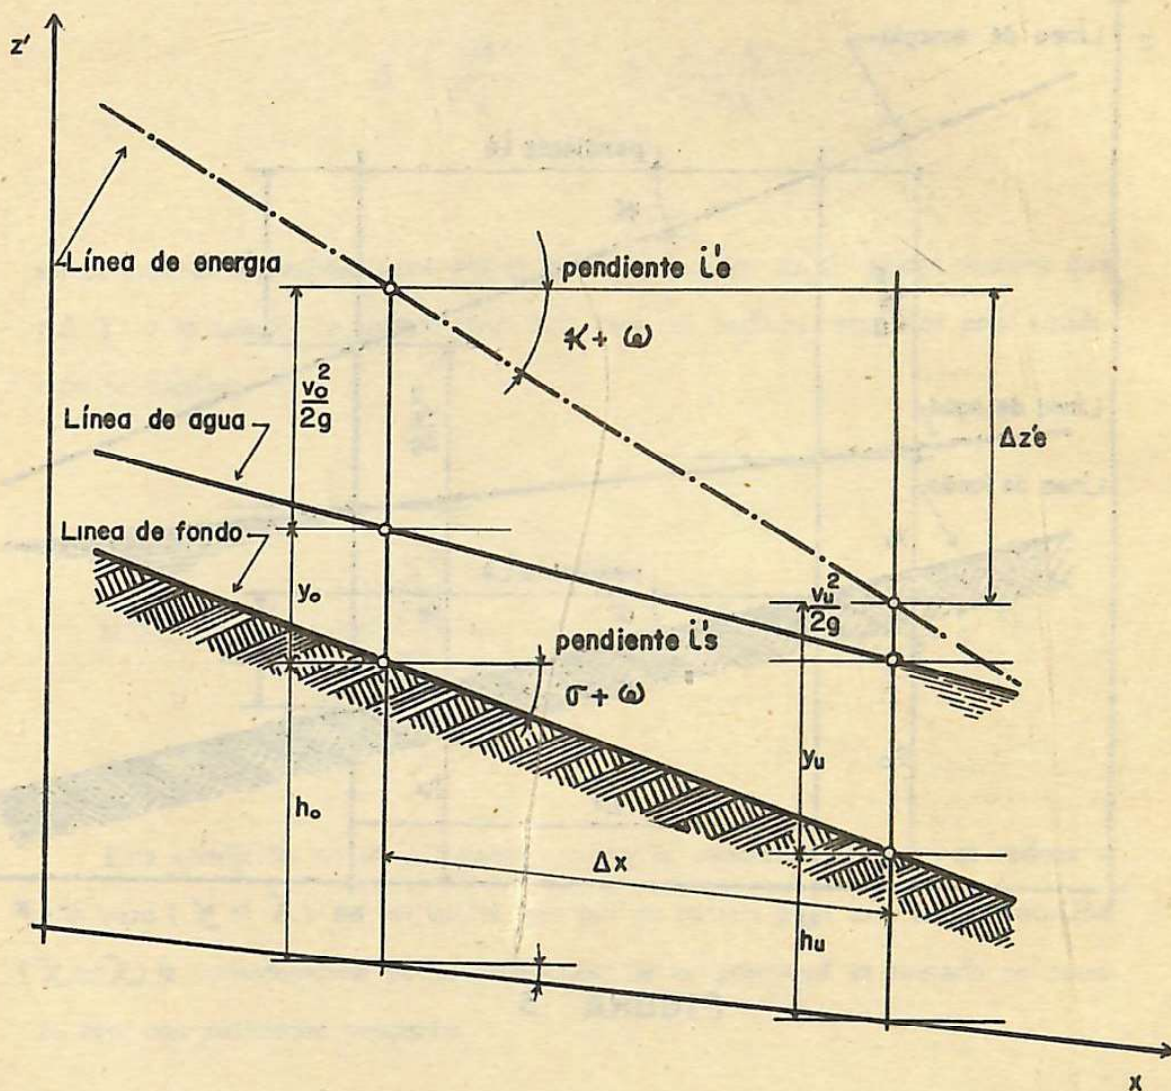 z'
Línea de energia
pendiente i'e
K + ω
v₀²
2g
Línea de agua
Δz'e
Linea de fondo
y₀
vᵤ²
2g
pendiente i's
σ + ω
yᵤ
h₀
Δx
hᵤ
x